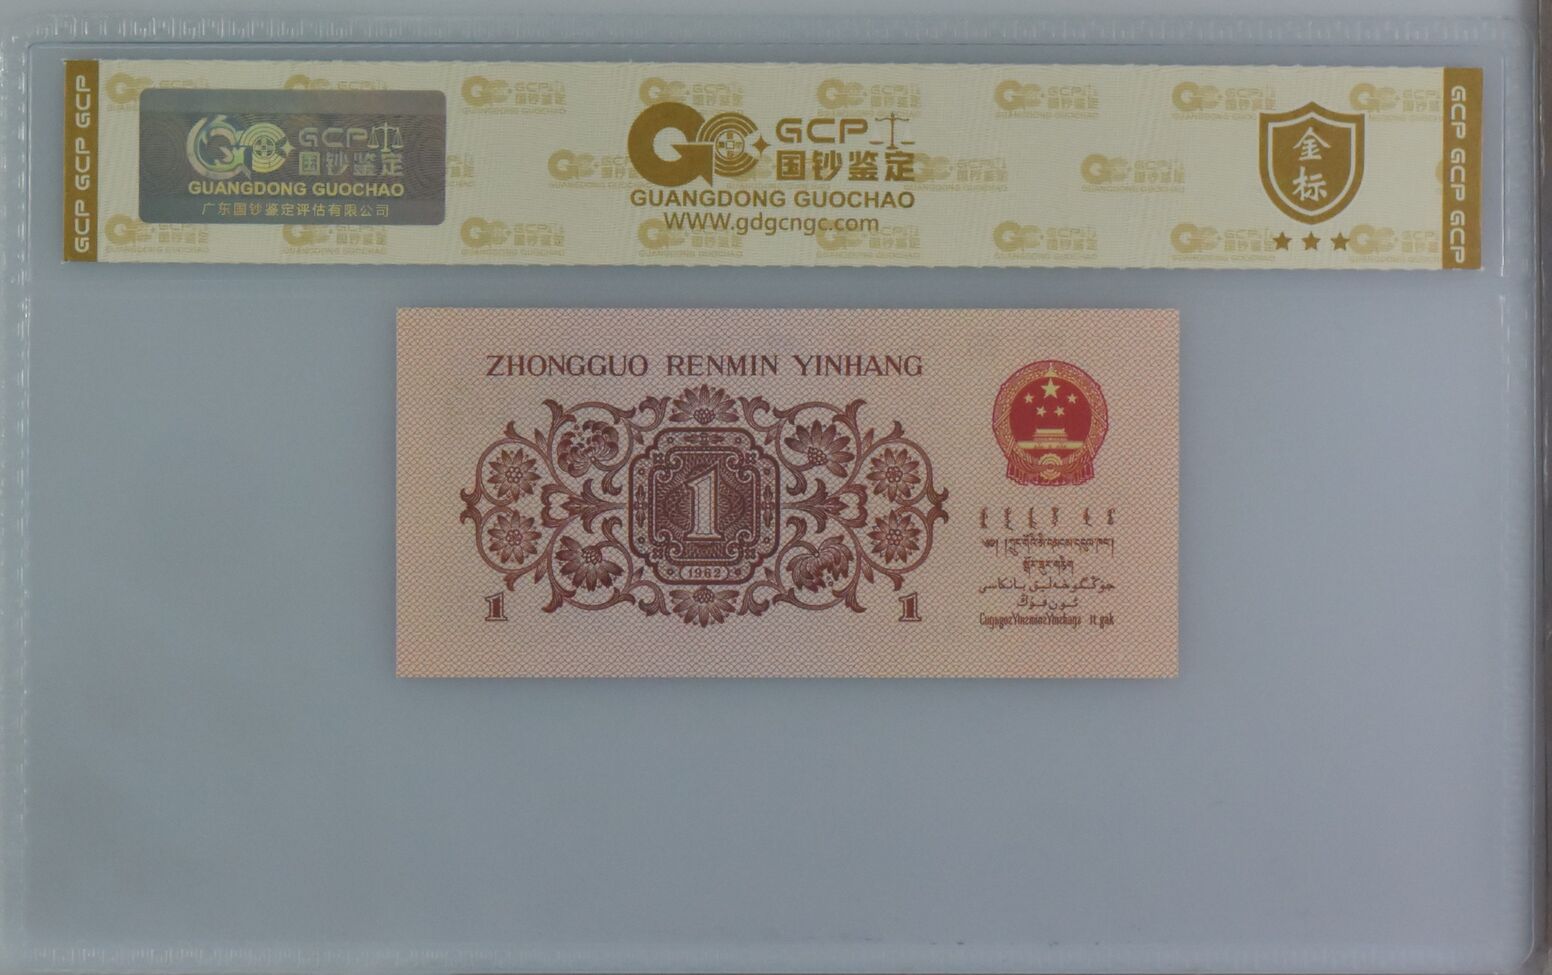 GCP GCP GCP
GCP
国钞鉴定
GUANGDONG GUOCHAO
广东国钞鉴定评估有限公司
GCP
国钞鉴定
GUANGDONG GUOCHAO
WWW.gdgcngc.com
金标
GCP GCP GCP
ZHONGGUO RENMIN YINHANG
1
(1962)
1
1